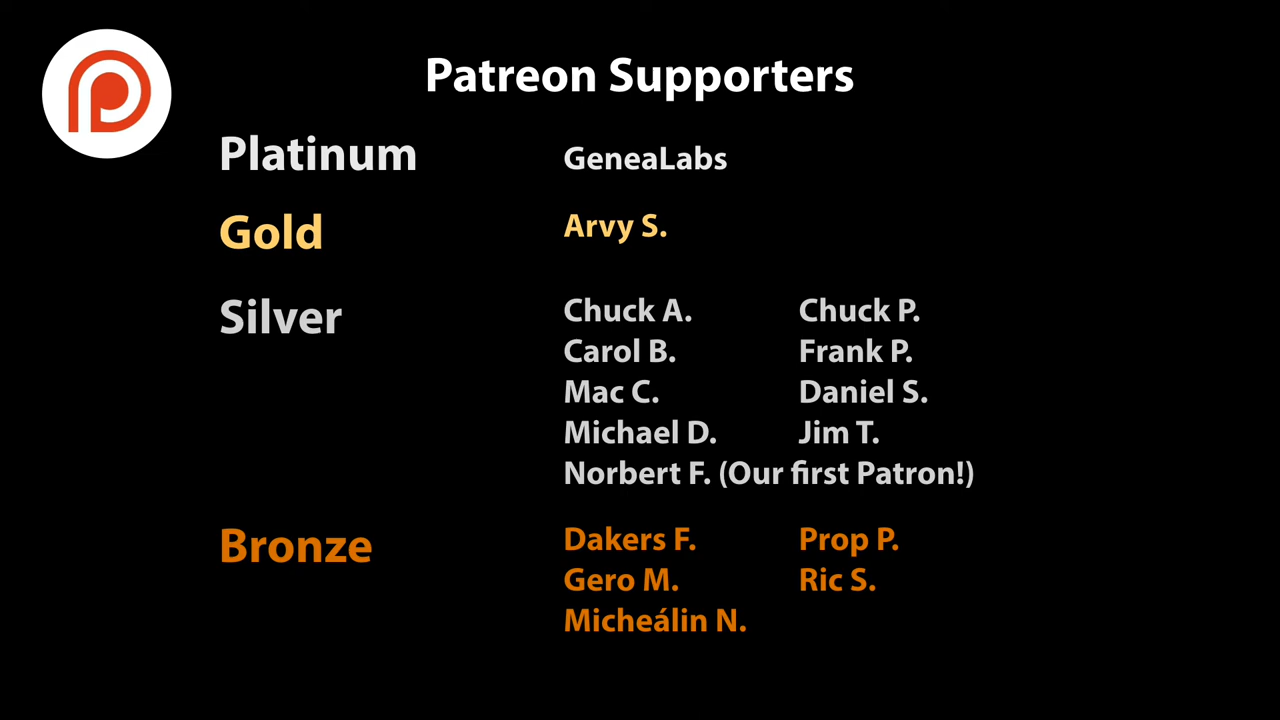 Patreon Supporters
Platinum GeneaLabs
Gold Arvy S.
Silver Chuck A. Chuck P.
Carol B. Frank P.
Mac C. Daniel S.
Michael D. Jim T.
Norbert F. (Our first Patron!)
Bronze Dakers F. Prop P.
Gero M. Ric S.
Micheálin N.